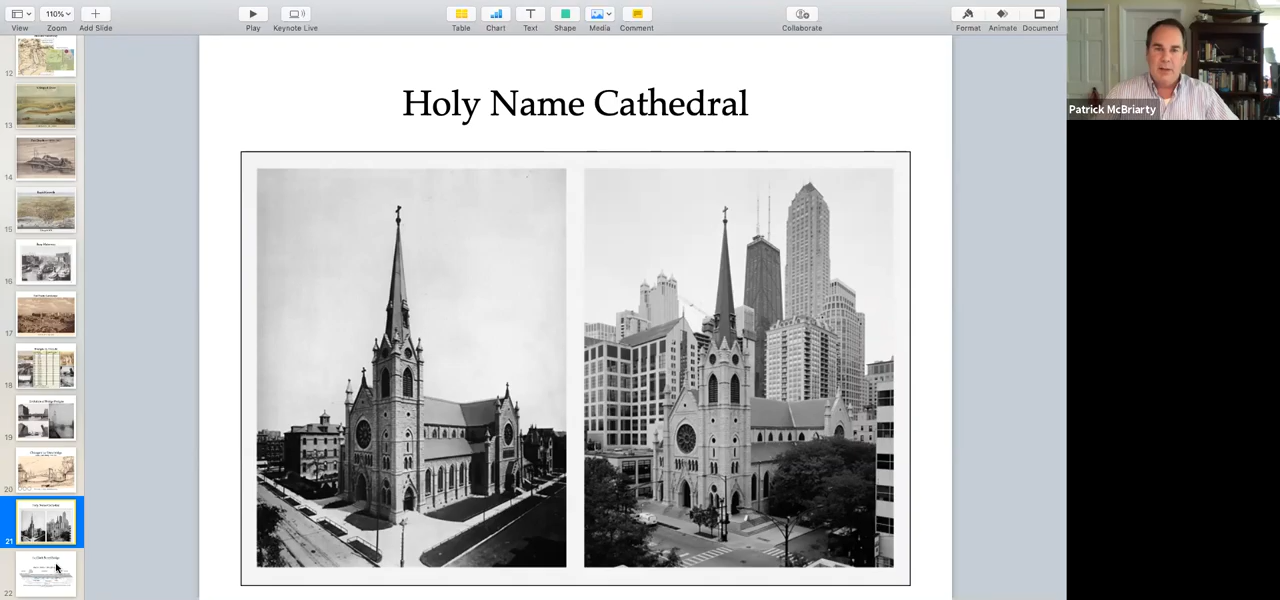 110%
View
Zoom
Add Slide
Play
Keynote Live
Table
Chart
Text
Shape
Media
Comment
Collaborate
Format
Animate
Document
Patrick McBriarty
Holy Name Cathedral
12
13
14
15
16
17
18
19
20
21
22